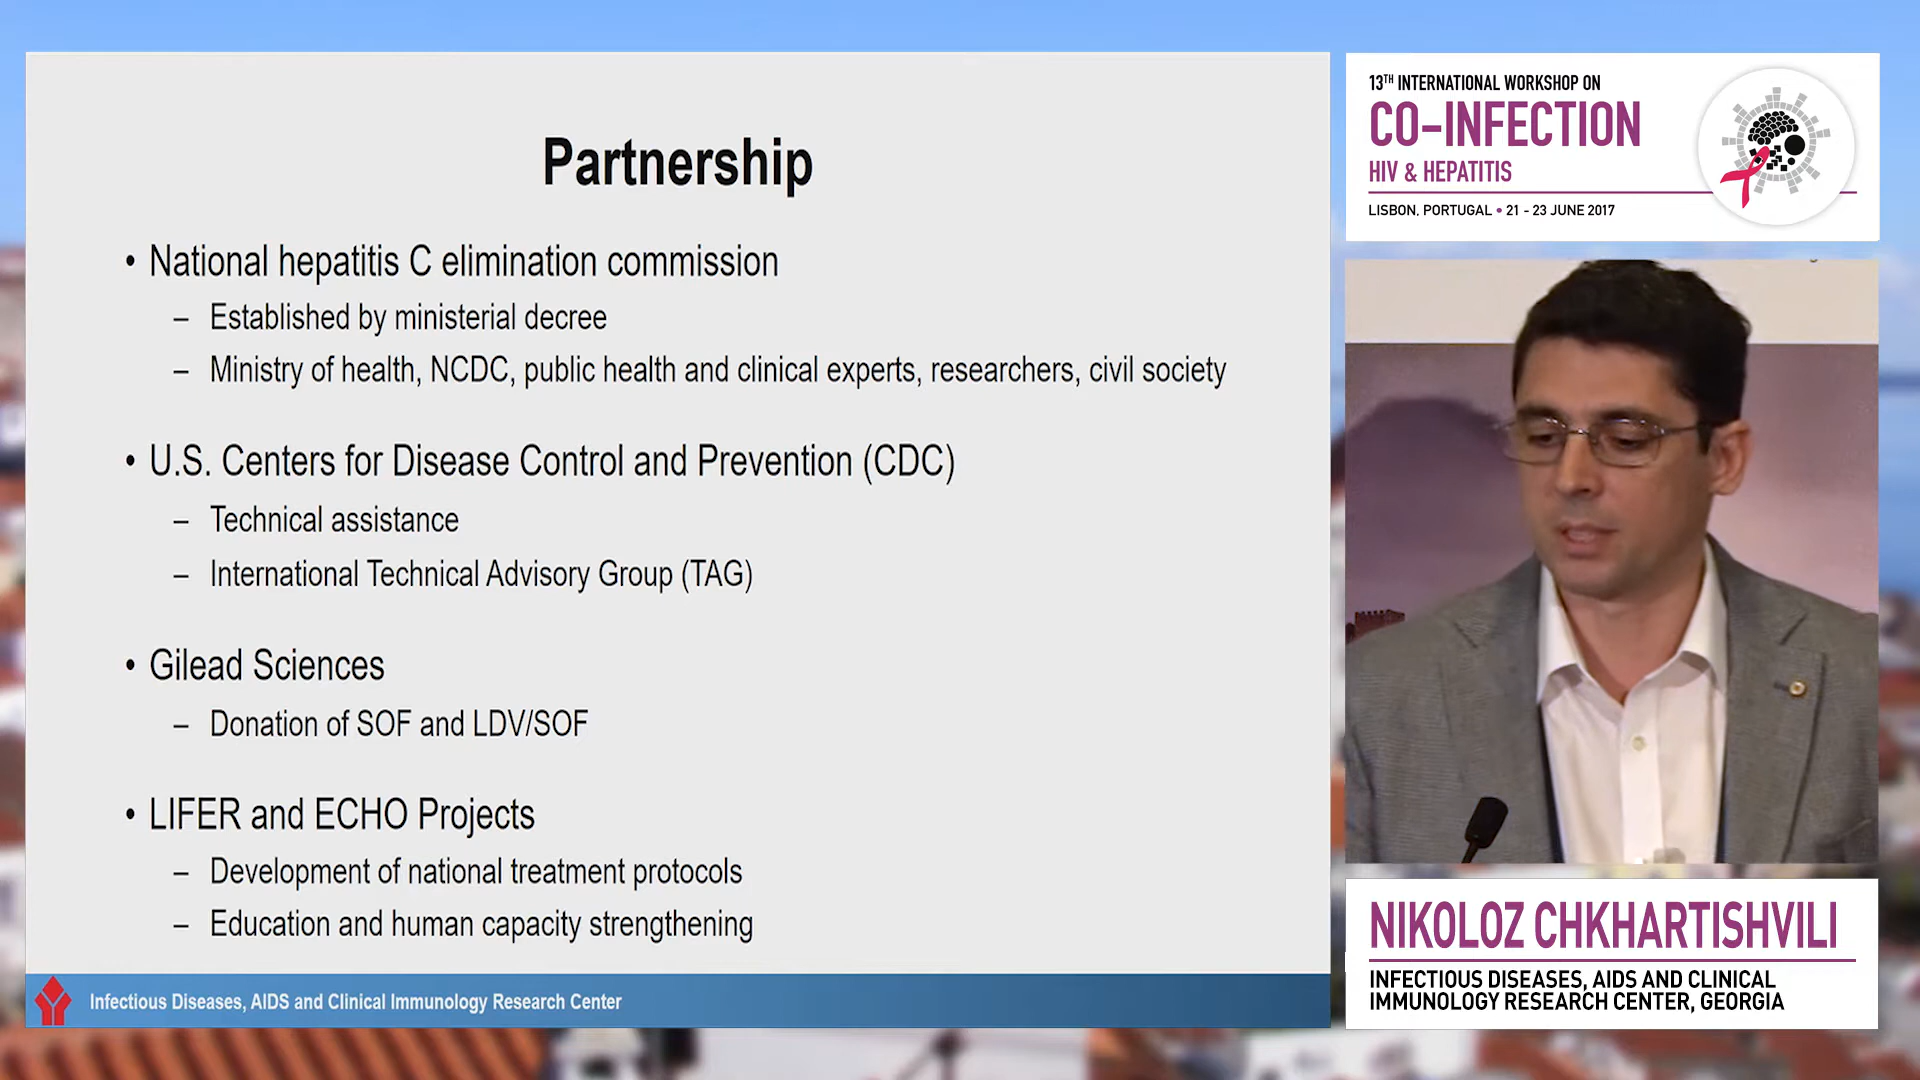 Partnership
• National hepatitis C elimination commission
– Established by ministerial decree
– Ministry of health, NCDC, public health and clinical experts, researchers, civil society
• U.S. Centers for Disease Control and Prevention (CDC)
– Technical assistance
– International Technical Advisory Group (TAG)
• Gilead Sciences
– Donation of SOF and LDV/SOF
• LIFER and ECHO Projects
– Development of national treatment protocols
– Education and human capacity strengthening
Infectious Diseases, AIDS and Clinical Immunology Research Center
13TH INTERNATIONAL WORKSHOP ON
CO-INFECTION
HIV & HEPATITIS
LISBON, PORTUGAL • 21 - 23 JUNE 2017
NIKOLOZ CHKHARTISHVILI
INFECTIOUS DISEASES, AIDS AND CLINICAL
IMMUNOLOGY RESEARCH CENTER, GEORGIA